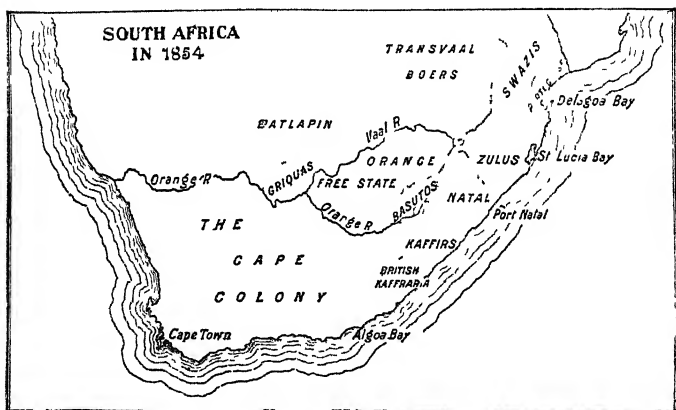 SOUTH AFRICA
IN 1854
TRANSVAAL
BOERS
SWAZIS
Delagoa Bay
BATLAPIN
Vaal R
ORANGE
FREE STATE
ZULUS
St Lucia Bay
Orange R
GRIQUAS
Orange R
BASUTOS
NATAL
Port Natal
THE
CAPE
COLONY
KAFFIRS
BRITISH
KAFFRARIA
Cape Town
Algoa Bay